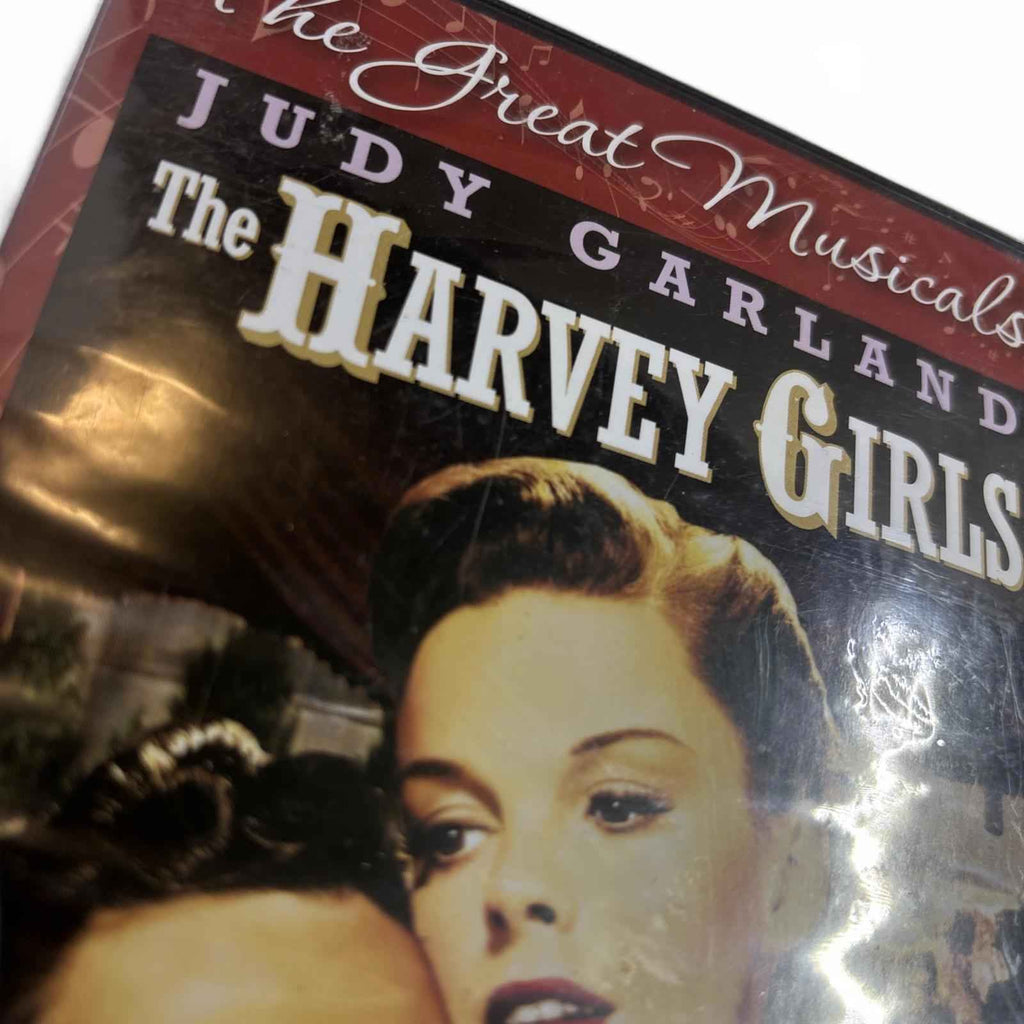 The Great Musicals
JUDY GARLAND
The HARVEY GIRLS